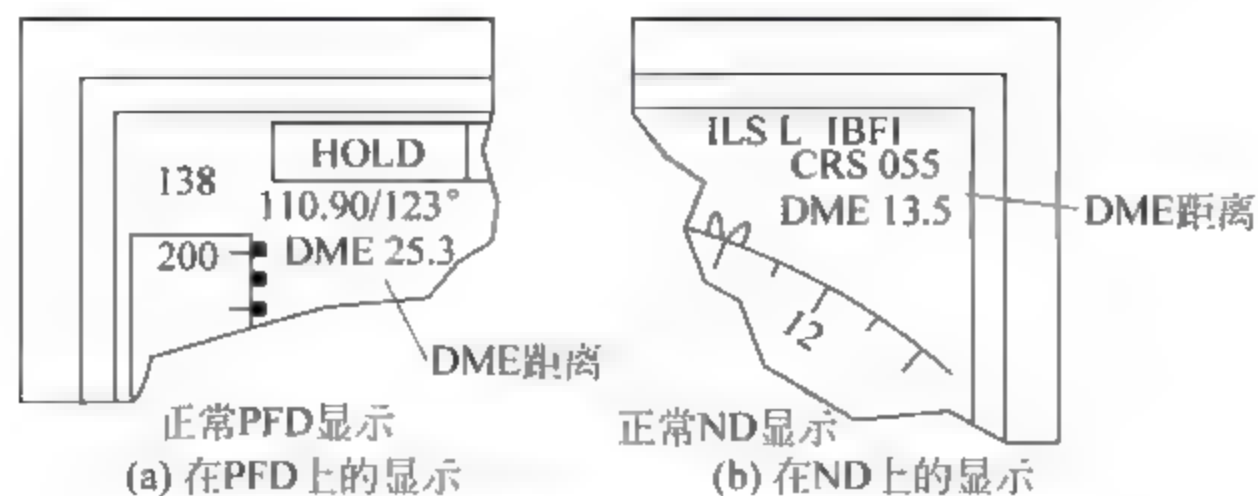 HOLD
138
110.90/123°
200
DME 25.3
DME距离
正常PFD显示
(a) 在PFD上的显示
ILS L IBFI
CRS 055
DME 13.5
DME距离
12
正常ND显示
(b) 在ND上的显示